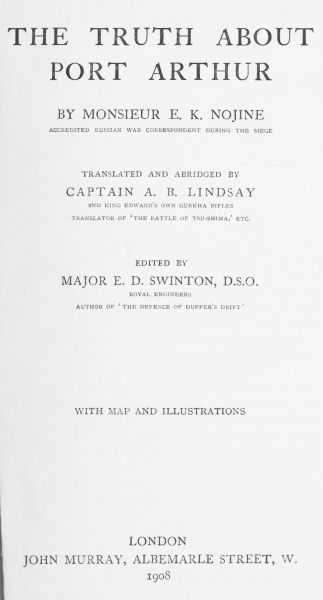 THE TRUTH ABOUT
PORT ARTHUR
BY MONSIEUR E. K. NOJINE
ACCREDITED RUSSIAN WAR CORRESPONDENT DURING THE SIEGE
TRANSLATED AND ABRIDGED BY
CAPTAIN A. B. LINDSAY
2ND KING EDWARD'S OWN GURKHA RIFLES
TRANSLATOR OF 'THE BATTLE OF TSU-SHIMA,' ETC.
EDITED BY
MAJOR E. D. SWINTON, D.S.O.
ROYAL ENGINEERS
AUTHOR OF 'THE DEFENCE OF DUFFER'S DRIFT'
WITH MAP AND ILLUSTRATIONS
LONDON
JOHN MURRAY, ALBEMARLE STREET, W.
1908